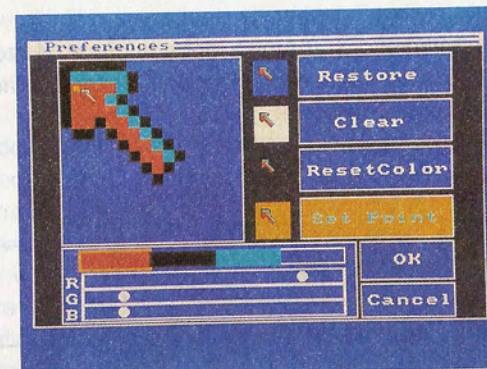 Preferences
Restore
Clear
ResetColor
Set Point
OK
Cancel
R
G
B